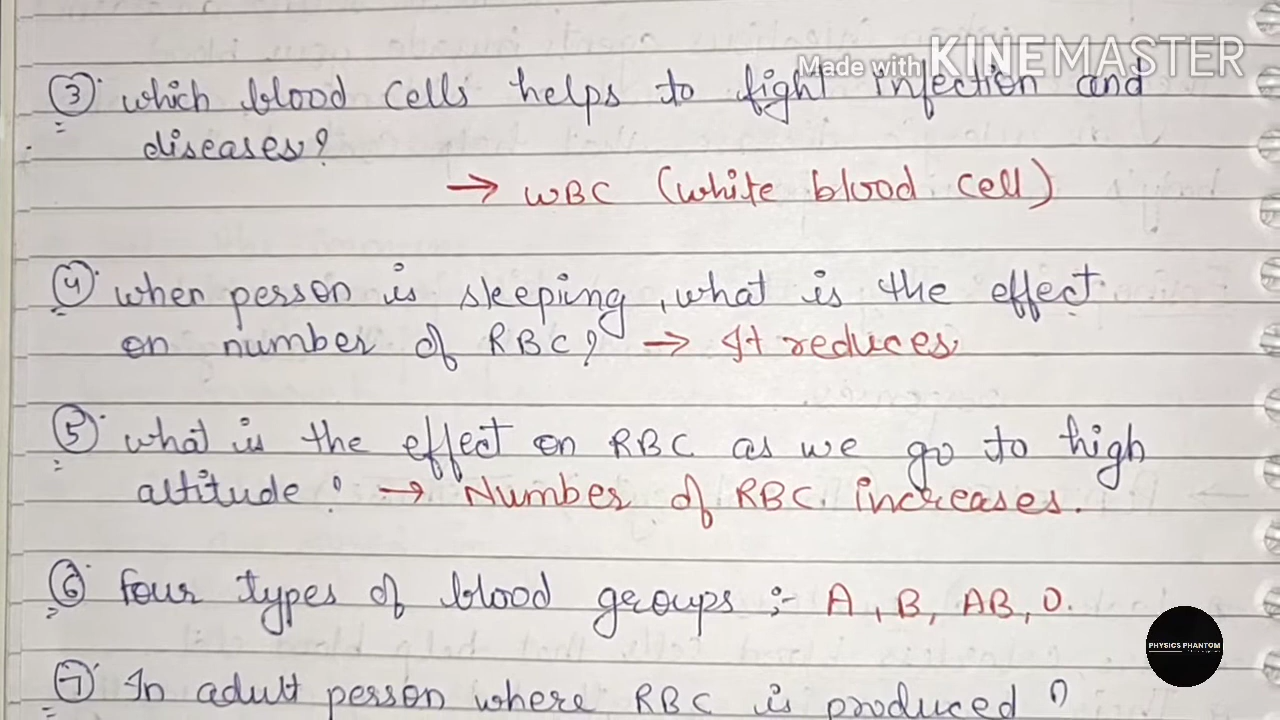 Made with KINEMASTER
③ which blood cells helps to fight infection and
diseases?
→ WBC (white blood cell)
④ when person is sleeping, what is the effect
on number of RBC? → It reduces
⑤ what is the effect on RBC as we go to high
altitude? → Number of RBC increases.
⑥ four types of blood groups :- A, B, AB, O.
PHYSICS PHANTOM
⑦ In adult person where RBC is produced?